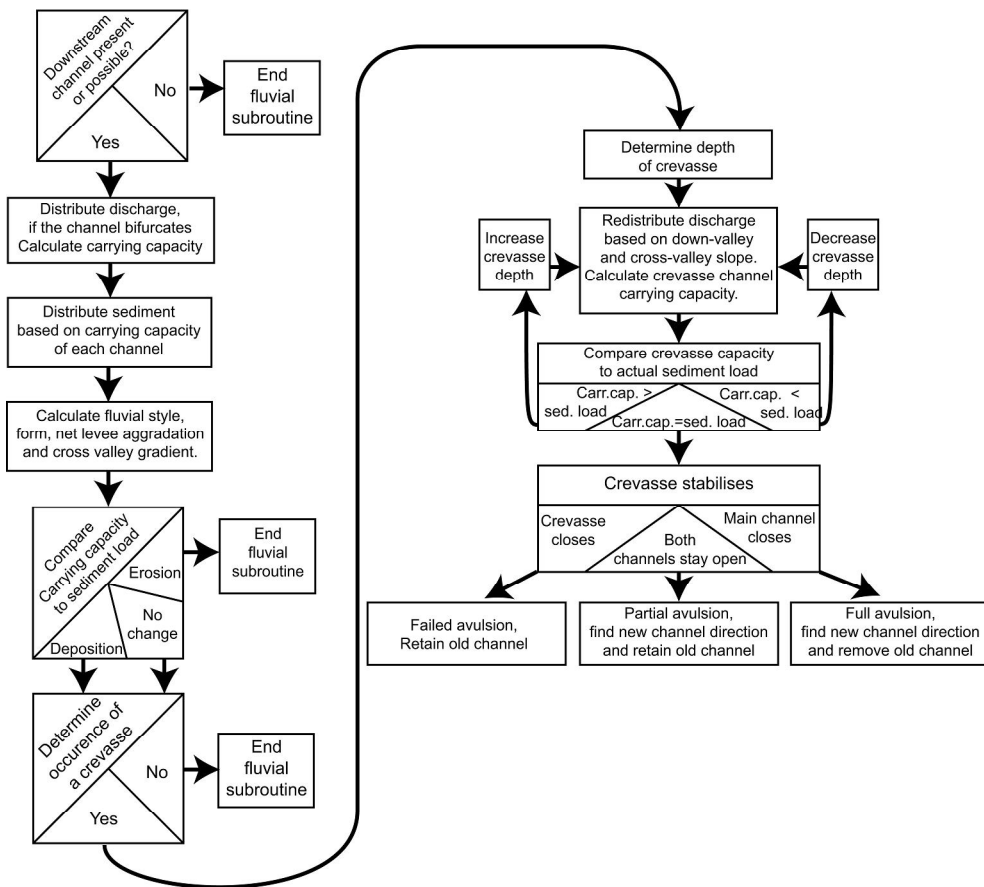 Downstream
channel present
or possible?
No
Yes
End
fluvial
subroutine
Distribute discharge,
if the channel bifurcates
Calculate carrying capacity
Distribute sediment
based on carrying capacity
of each channel
Calculate fluvial style,
form, net levee aggradation
and cross valley gradient.
Compare
Carrying capacity
to sediment load
Erosion
No
change
Deposition
End
fluvial
subroutine
Determine
occurence of
a crevasse
No
Yes
End
fluvial
subroutine
Determine depth
of crevasse
Redistribute discharge
based on down-valley
and cross-valley slope.
Calculate crevasse channel
carrying capacity.
Increase
crevasse
depth
Decrease
crevasse
depth
Compare crevasse capacity
to actual sediment load
Carr.cap. >
sed. load
Carr.cap.=sed. load
Carr.cap. <
sed. load
Crevasse stabilises
Crevasse
closes
Both
channels stay open
Main channel
closes
Failed avulsion,
Retain old channel
Partial avulsion,
find new channel direction
and retain old channel
Full avulsion,
find new channel direction
and remove old channel